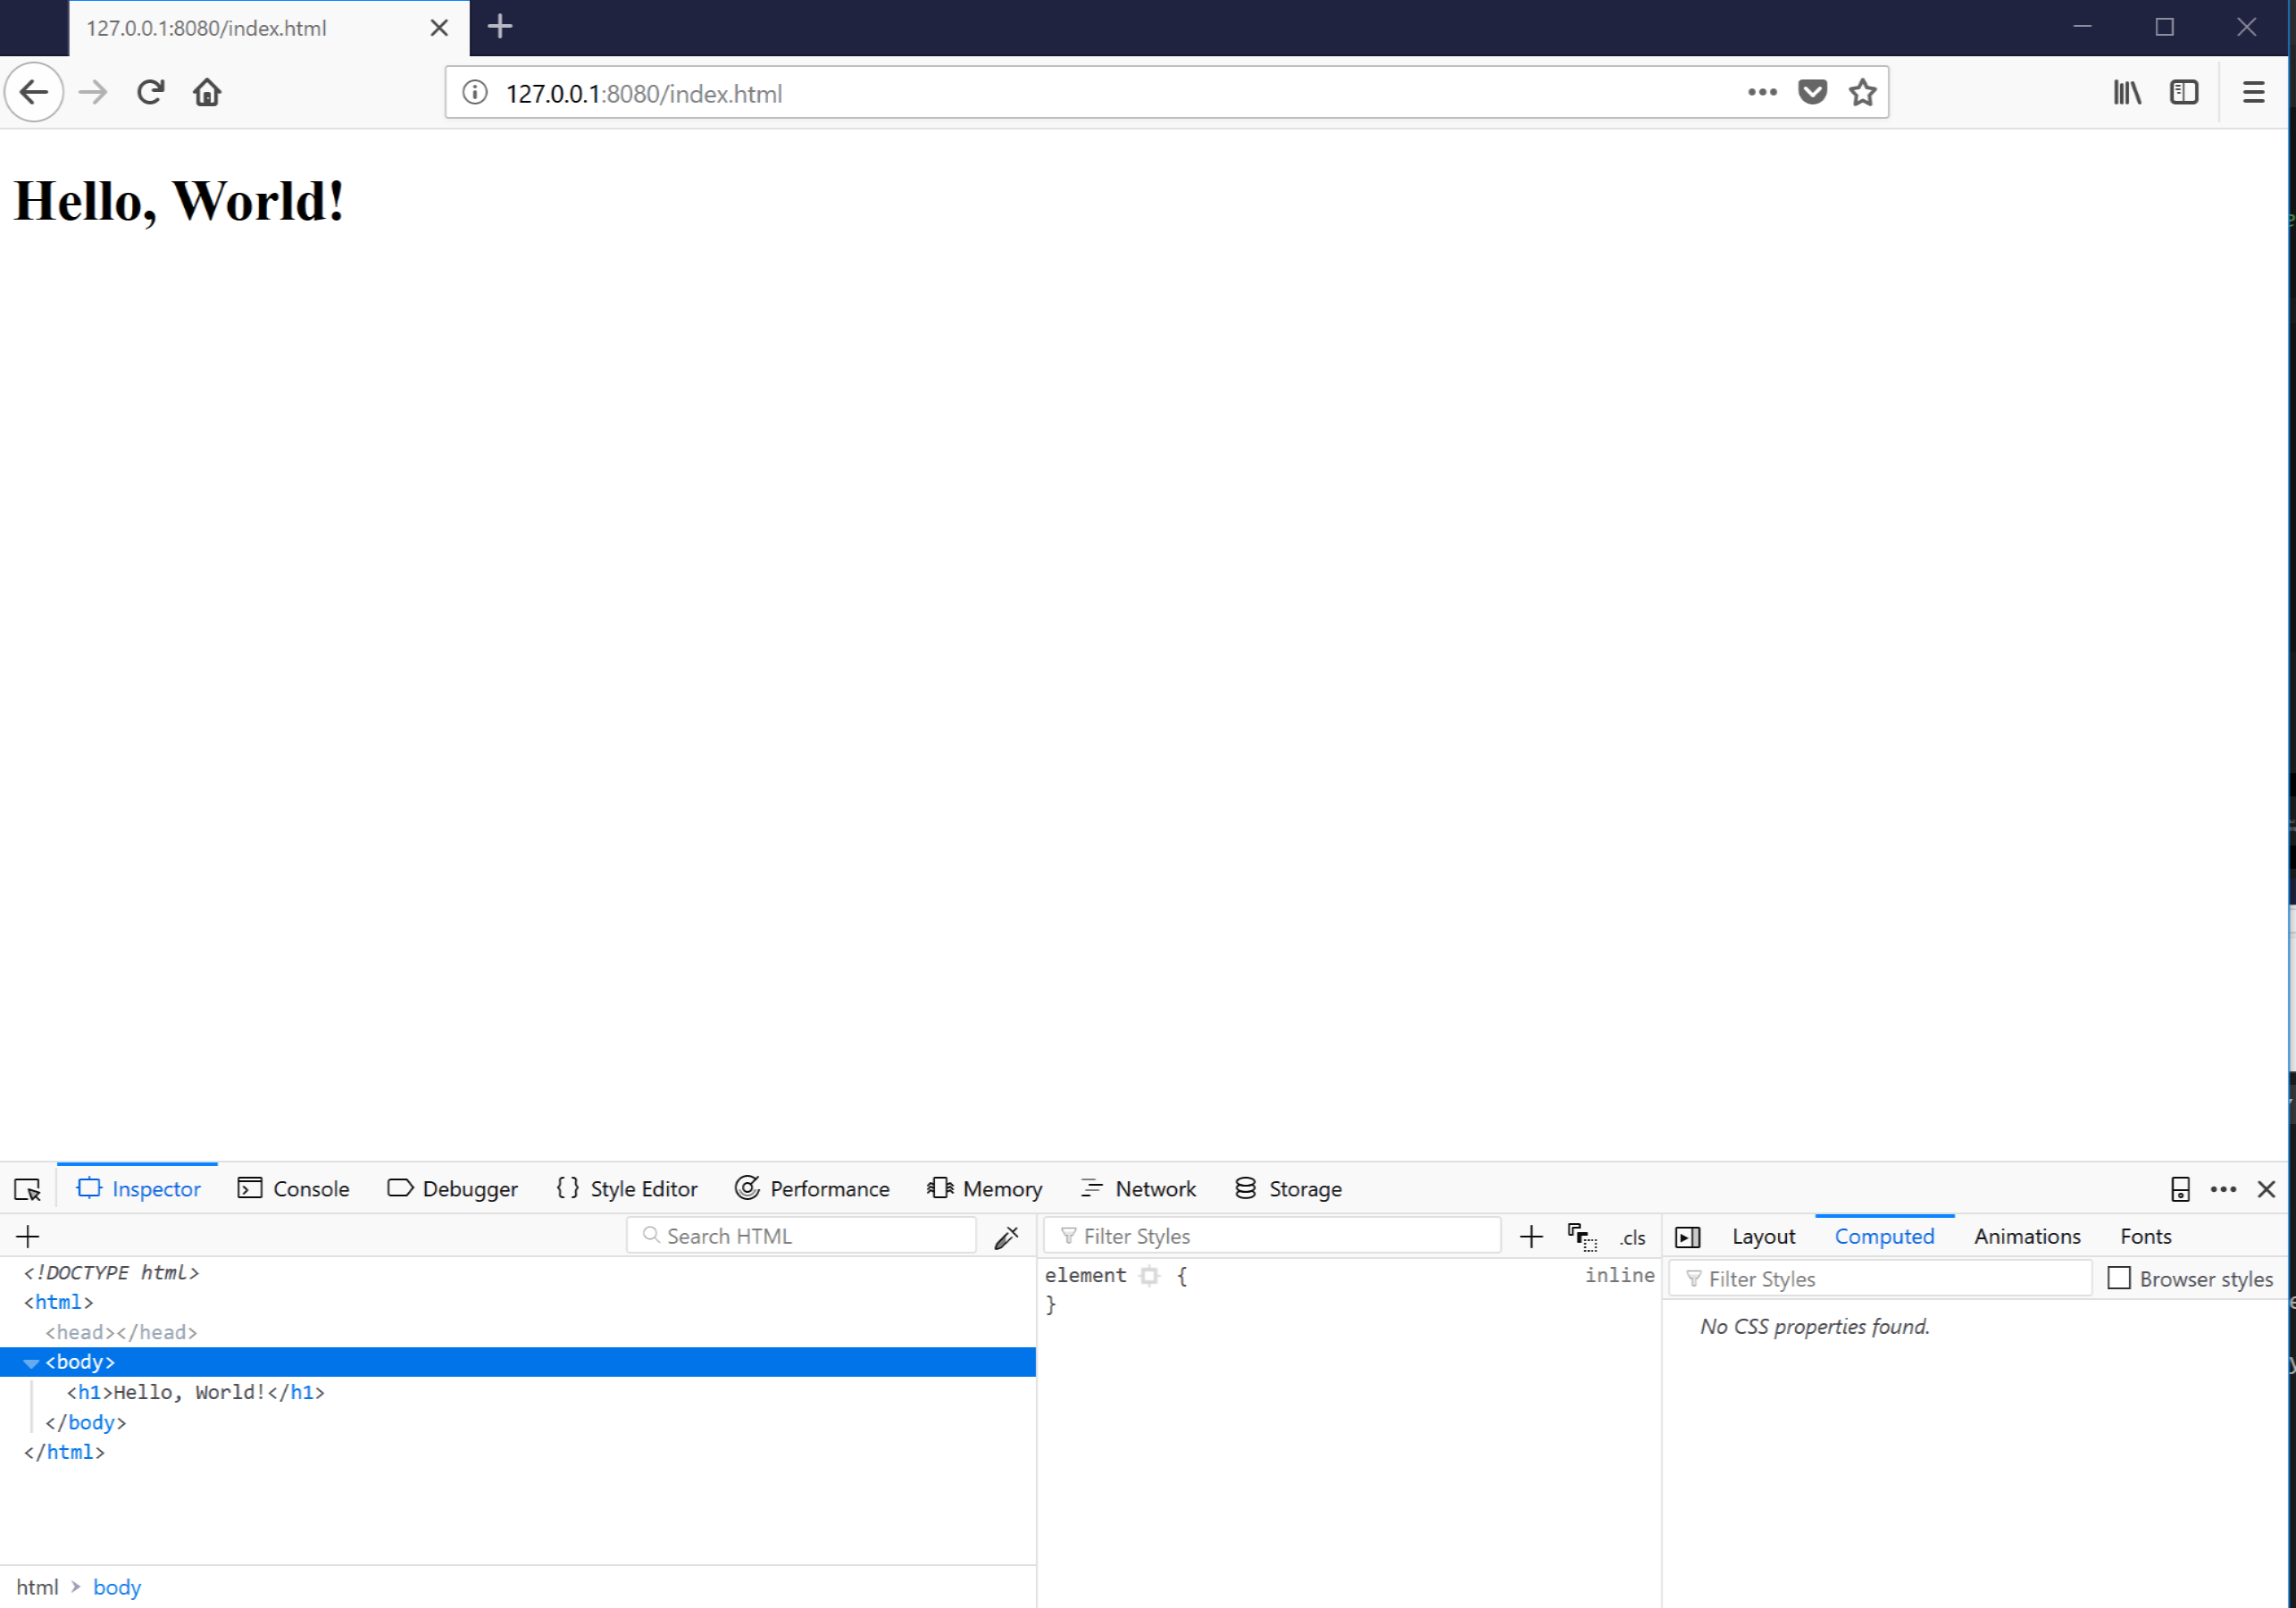 127.0.0.1:8080/index.html
127.0.0.1:8080/index.html
Hello, World!
Inspector Console Debugger {} Style Editor Performance Memory Network Storage
Search HTML
<!DOCTYPE html>
<html>
<head></head>
<body>
<h1>Hello, World!</h1>
</body>
</html>
html > body
Filter Styles + .cls
element {
inline
}
Layout Computed Animations Fonts
Filter Styles Browser styles
No CSS properties found.